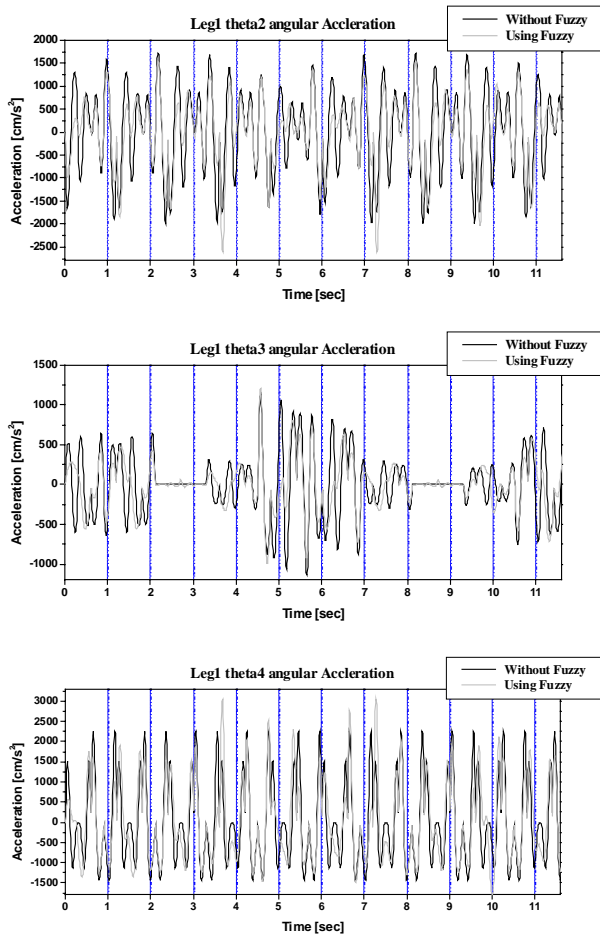 Leg1 theta2 angular Accleration
Without Fuzzy
Using Fuzzy
Acceleration [cm/s²]
2000
1500
1000
500
0
-500
-1000
-1500
-2000
-2500
0 1 2 3 4 5 6 7 8 9 10 11
Time [sec]
Leg1 theta3 angular Accleration
Without Fuzzy
Using Fuzzy
Acceleration [cm/s²]
1500
1000
500
0
-500
-1000
0 1 2 3 4 5 6 7 8 9 10 11
Time [sec]
Leg1 theta4 angular Accleration
Without Fuzzy
Using Fuzzy
Acceleration [cm/s²]
3000
2500
2000
1500
1000
500
0
-500
-1000
-1500
0 1 2 3 4 5 6 7 8 9 10 11
Time [sec]